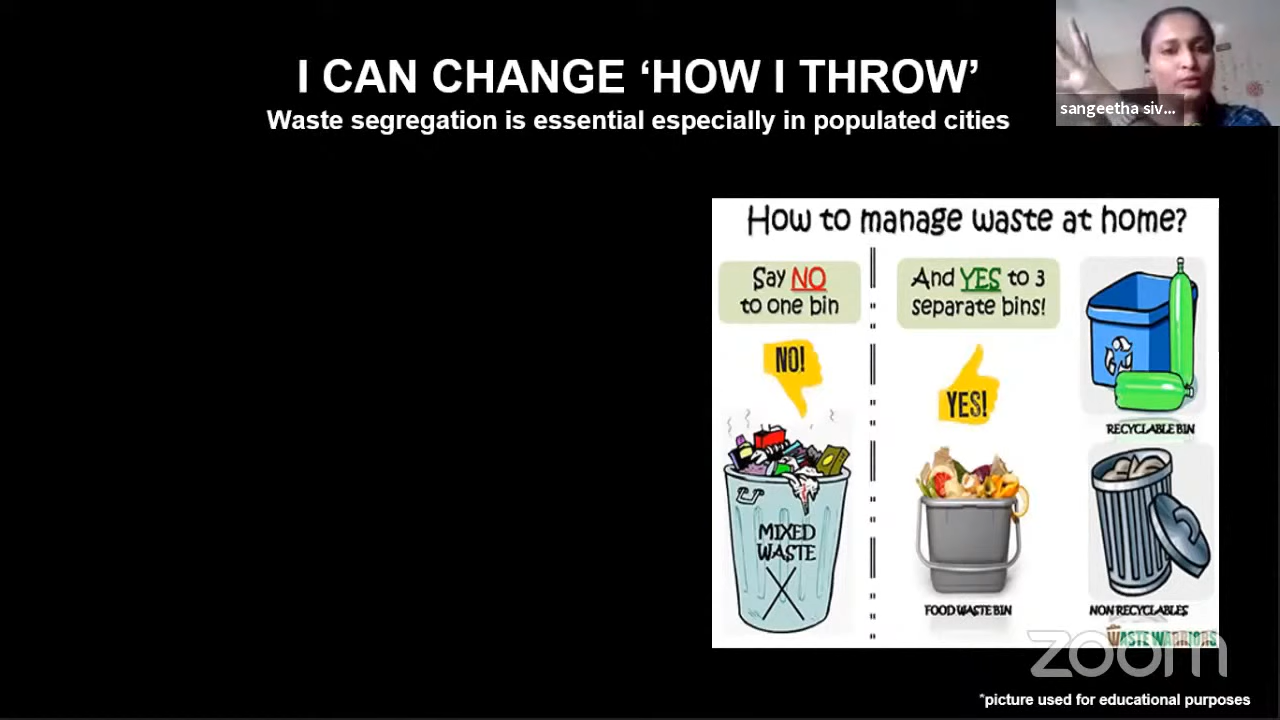 I CAN CHANGE ‘HOW I THROW’
Waste segregation is essential especially in populated cities
sangeetha siv...
How to manage waste at home?
Say NO
to one bin
And YES to 3
separate bins!
NO!
YES!
RECYCLABLE BIN
MIXED
WASTE
FOOD WASTE BIN
NON RECYCLABLES
WASTE WARRIORS
zoom
*picture used for educational purposes